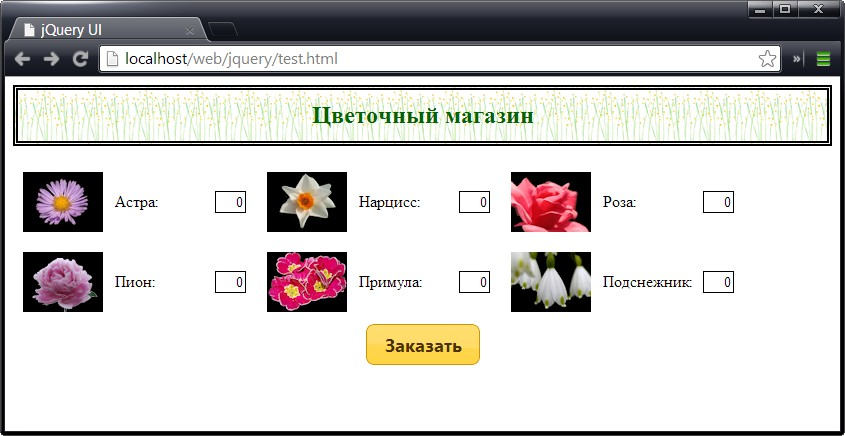 jQuery UI
localhost/web/jquery/test.html
Цветочный магазин
Астра: 0 Нарцисс: 0 Роза: 0
Пион: 0 Примула: 0 Подснежник: 0
Заказать